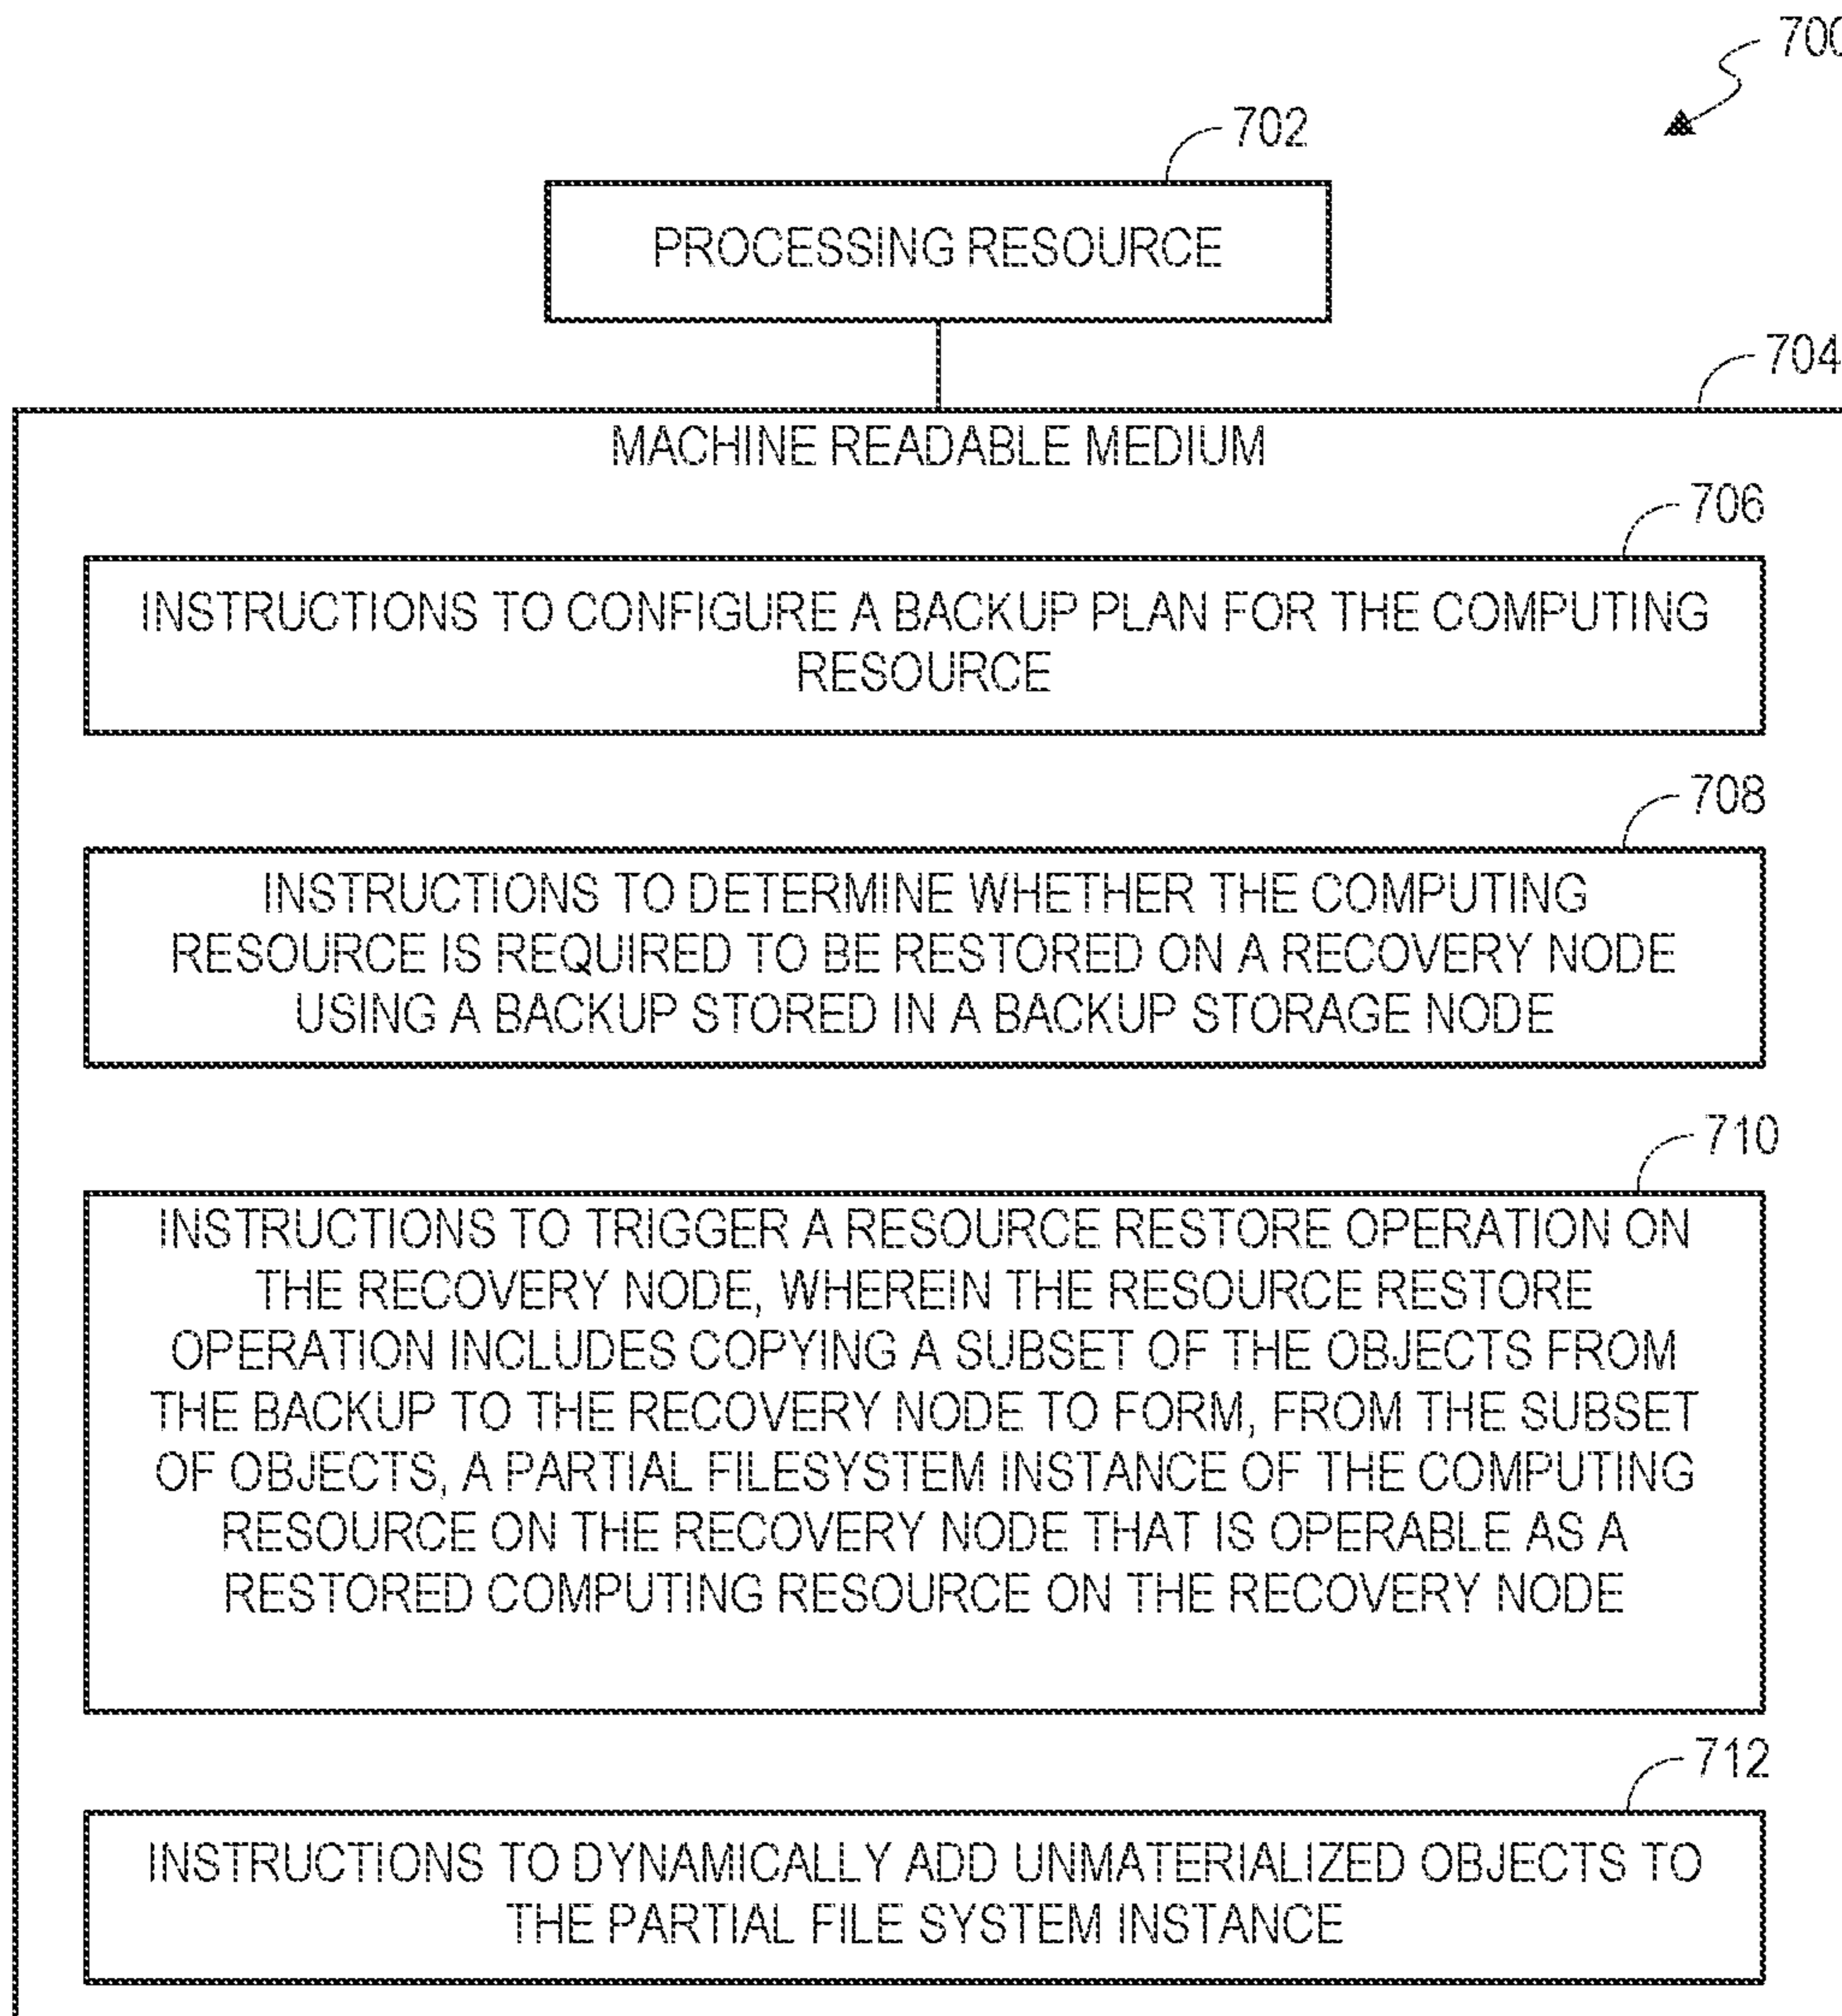 700
702
PROCESSING RESOURCE
704
MACHINE READABLE MEDIUM
706
INSTRUCTIONS TO CONFIGURE A BACKUP PLAN FOR THE COMPUTING
RESOURCE
708
INSTRUCTIONS TO DETERMINE WHETHER THE COMPUTING
RESOURCE IS REQUIRED TO BE RESTORED ON A RECOVERY NODE
USING A BACKUP STORED IN A BACKUP STORAGE NODE
710
INSTRUCTIONS TO TRIGGER A RESOURCE RESTORE OPERATION ON
THE RECOVERY NODE, WHEREIN THE RESOURCE RESTORE
OPERATION INCLUDES COPYING A SUBSET OF THE OBJECTS FROM
THE BACKUP TO THE RECOVERY NODE TO FORM, FROM THE SUBSET
OF OBJECTS, A PARTIAL FILESYSTEM INSTANCE OF THE COMPUTING
RESOURCE ON THE RECOVERY NODE THAT IS OPERABLE AS A
RESTORED COMPUTING RESOURCE ON THE RECOVERY NODE
712
INSTRUCTIONS TO DYNAMICALLY ADD UNMATERIALIZED OBJECTS TO
THE PARTIAL FILE SYSTEM INSTANCE